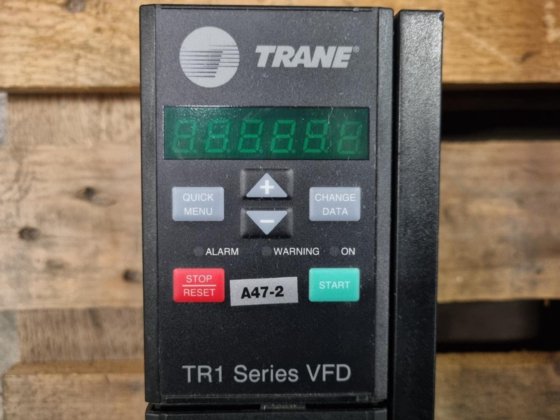 TRANE®
+
QUICK MENU
CHANGE DATA
−
ALARM WARNING ON
STOP RESET
A47-2
START
TR1 Series VFD